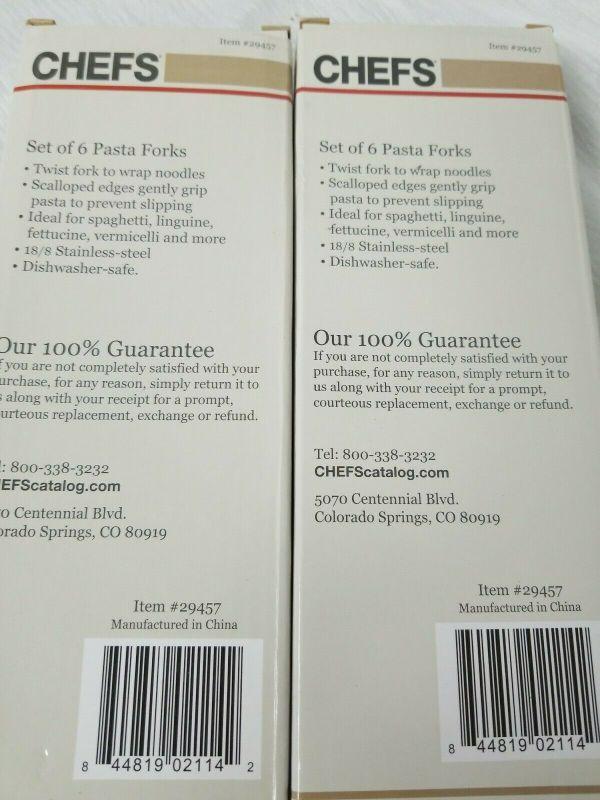 Item #29457
CHEFS
Set of 6 Pasta Forks
• Twist fork to wrap noodles
• Scalloped edges gently grip
pasta to prevent slipping
• Ideal for spaghetti, linguine,
fettucine, vermicelli and more
• 18/8 Stainless-steel
• Dishwasher-safe.
Our 100% Guarantee
f you are not completely satisfied with your
urchase, for any reason, simply return it to
s along with your receipt for a prompt,
urteous replacement, exchange or refund.
l: 800-338-3232
EFScatalog.com
0 Centennial Blvd.
orado Springs, CO 80919
Item #29457
Manufactured in China
8 44819 02114 2
Item #29457
CHEFS
Set of 6 Pasta Forks
• Twist fork to wrap noodles
• Scalloped edges gently grip
pasta to prevent slipping
• Ideal for spaghetti, linguine,
fettucine, vermicelli and more
• 18/8 Stainless-steel
• Dishwasher-safe.
Our 100% Guarantee
If you are not completely satisfied with your
purchase, for any reason, simply return it to
us along with your receipt for a prompt,
courteous replacement, exchange or refund.
Tel: 800-338-3232
CHEFScatalog.com
5070 Centennial Blvd.
Colorado Springs, CO 80919
Item #29457
Manufactured in China
8 44819 02114